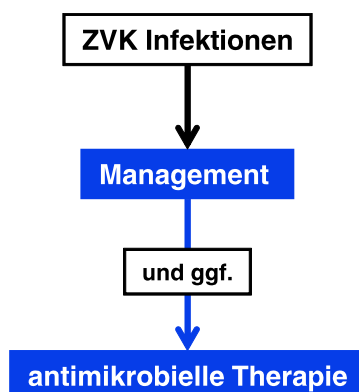 ZVK Infektionen
Management
und ggf.
antimikrobielle Therapie